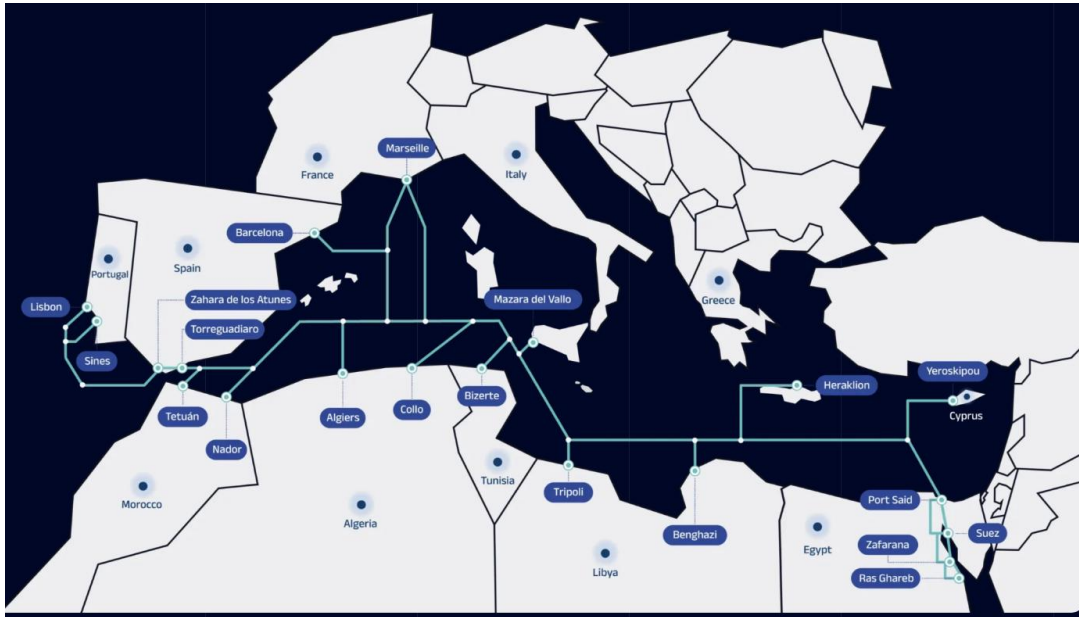 Marseille
France
Italy
Barcelona
Portugal
Spain
Greece
Lisbon
Zahara de los Atunes
Mazara del Vallo
Torreguadiaro
Sines
Yeroskipou
Heraklion
Cyprus
Tetuán
Algiers
Collo
Bizerte
Nador
Tunisia
Tripoli
Morocco
Algeria
Port Said
Benghazi
Egypt
Suez
Zafarana
Libya
Ras Ghareb